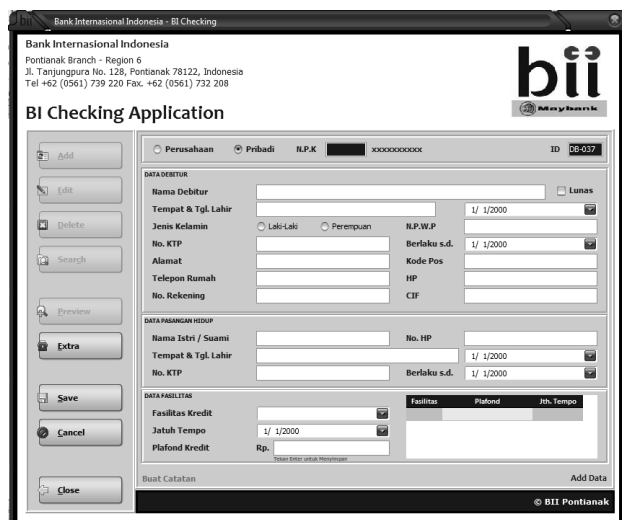 bii Bank Internasional Indonesia - BI Checking
Bank Internasional Indonesia
Pontianak Branch - Region 6
Jl. Tanjungpura No. 128, Pontianak 78122, Indonesia
Tel +62 (0561) 739 220 Fax. +62 (0561) 732 208
bii
Maybank
BI Checking Application
Add
Edit
Delete
Search
Preview
Extra
Save
Cancel
Close
Perusahaan Pribadi N.P.K xxxxxxxxxx ID DB-037
DATA DEBITUR
Nama Debitur Lunas
Tempat & Tgl. Lahir 1/ 1/2000
Jenis Kelamin Laki-Laki Perempuan N.P.W.P
No. KTP Berlaku s.d. 1/ 1/2000
Alamat Kode Pos
Telepon Rumah HP
No. Rekening CIF
DATA PASANGAN HIDUP
Nama Istri / Suami No. HP
Tempat & Tgl. Lahir 1/ 1/2000
No. KTP Berlaku s.d. 1/ 1/2000
DATA FASILITAS
Fasilitas Kredit
Jatuh Tempo 1/ 1/2000
Plafond Kredit Rp.
Tekan Enter untuk Menyimpan
Fasilitas Plafond Jth. Tempo
Buat Catatan Add Data
© BII Pontianak